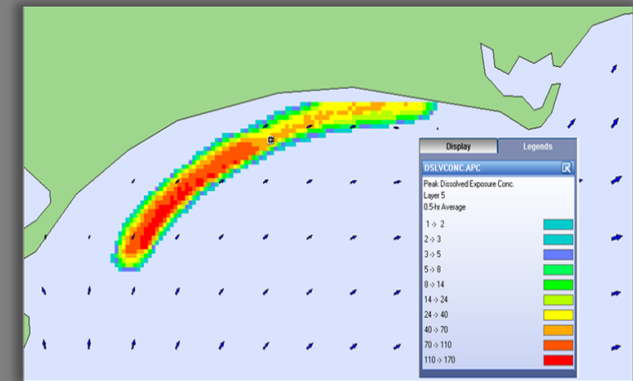 Display Legends
DSLVCONC.APC
Peak Dissolved Exposure Conc.
Layer 5
0.5-hr Average
1 -> 2
2 -> 3
3 -> 5
5 -> 8
8 -> 14
14 -> 24
24 -> 40
40 -> 70
70 -> 110
110 -> 170